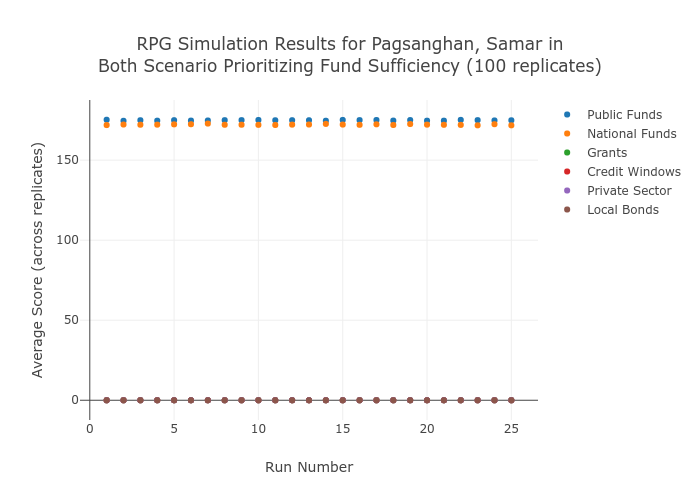 RPG Simulation Results for Pagsanghan, Samar in
Both Scenario Prioritizing Fund Sufficiency (100 replicates)
Public Funds
National Funds
Grants
Credit Windows
Private Sector
Local Bonds
Average Score (across replicates)
150
100
50
0
0
5
10
15
20
25
Run Number